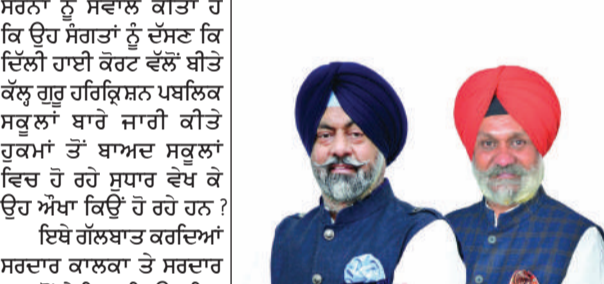 ਸਰਨਾ ਨੂੰ ਸਵਾਲ ਕੀਤਾ ਹੈ
ਕਿ ਉਹ ਸੰਗਤਾਂ ਨੂੰ ਦੱਸਣ ਕਿ
ਦਿੱਲੀ ਹਾਈ ਕੋਰਟ ਵੱਲੋਂ ਬੀਤੇ
ਕੱਲ੍ਹ ਗੁਰੂ ਹਰਿਕ੍ਰਿਸ਼ਨ ਪਬਲਿਕ
ਸਕੂਲਾਂ ਬਾਰੇ ਜਾਰੀ ਕੀਤੇ
ਹੁਕਮਾਂ ਤੋਂ ਬਾਅਦ ਸਕੂਲਾਂ
ਵਿਚ ਹੋ ਰਹੇ ਸੁਧਾਰ ਵੇਖ ਕੇ
ਉਹ ਔਖਾ ਕਿਉਂ ਹੋ ਰਹੇ ਹਨ ?
ਇਥੇ ਗੱਲਬਾਤ ਕਰਦਿਆਂ
ਸਰਦਾਰ ਕਾਲਕਾ ਤੇ ਸਰਦਾਰ